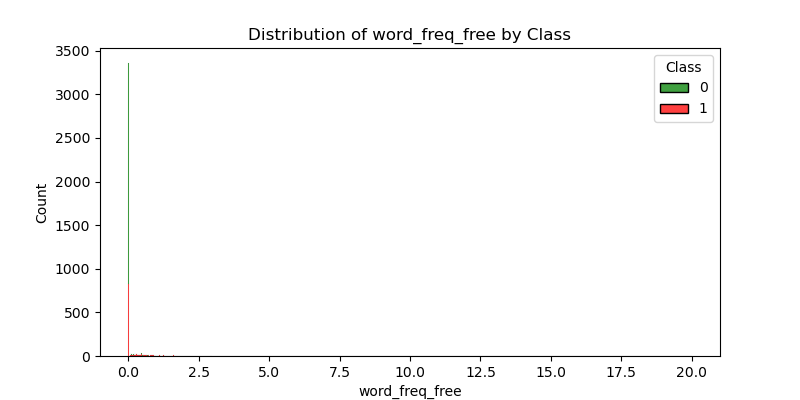 Distribution of word_freq_free by Class
3500
3000
2500
2000
1500
1000
500
0
Count
Class
0
1
0.0 2.5 5.0 7.5 10.0 12.5 15.0 17.5 20.0
word_freq_free